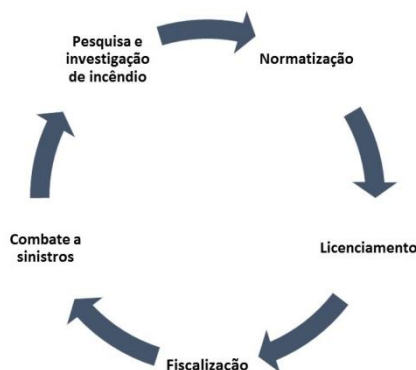 Pesquisa e
investigação
de incêndio
Normatização
Licenciamento
Fiscalização
Combate a
sinistros